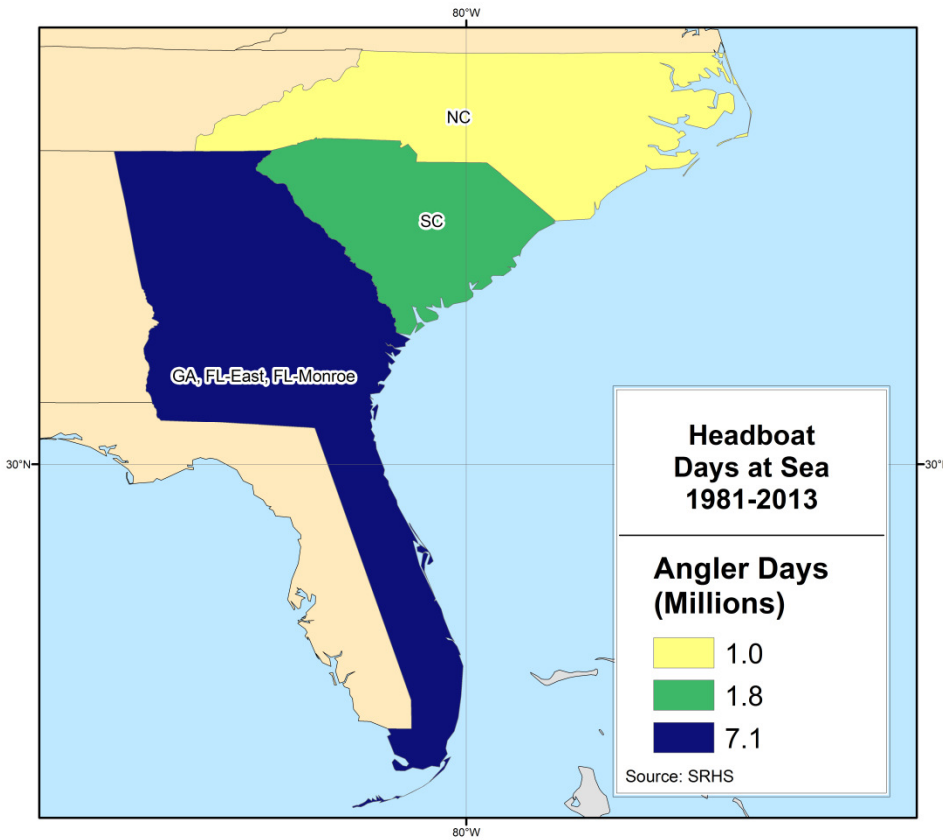 80°W
NC
SC
GA, FL-East, FL-Monroe
30°N
30°N
Headboat
Days at Sea
1981-2013
Angler Days
(Millions)
1.0
1.8
7.1
Source: SRHS
80°W